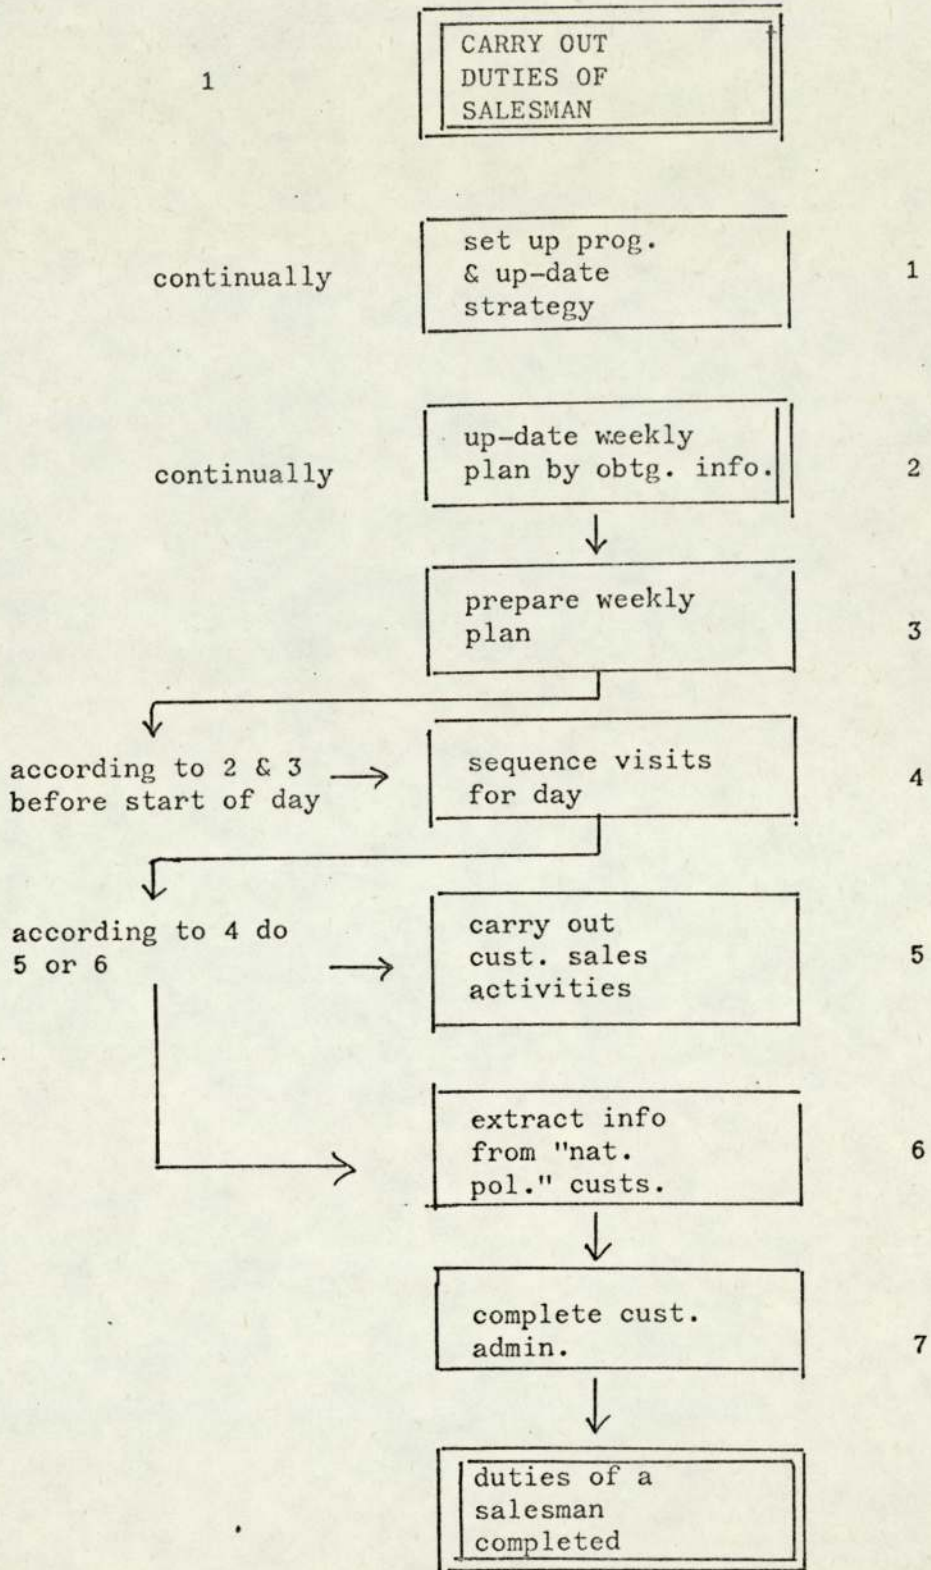 CARRY OUT
1
DUTIES OF
SALESMAN
set up prog.
continually
& up-date
1
strategy
up-date weekly
continually
plan by obtg. info.
2
prepare weekly
plan
3
according to 2 & 3
before start of day
sequence visits
for day
4
according to 4 do
5 or 6
carry out
cust. sales
activities
5
extract info
from "nat.
pol." custs.
6
complete cust.
admin.
7
duties of a
salesman
completed